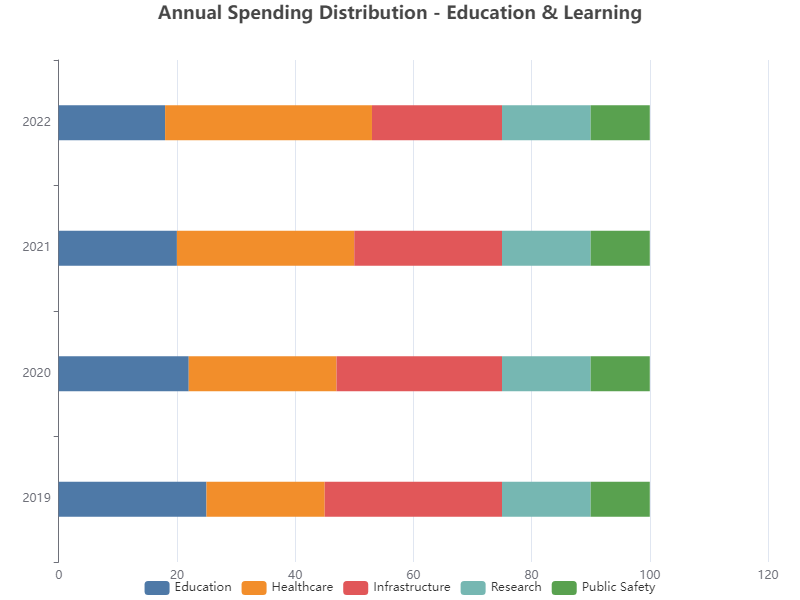 Annual Spending Distribution - Education & Learning
2022
2021
2020
2019
0 20 40 60 80 100 120
Education Healthcare Infrastructure Research Public Safety